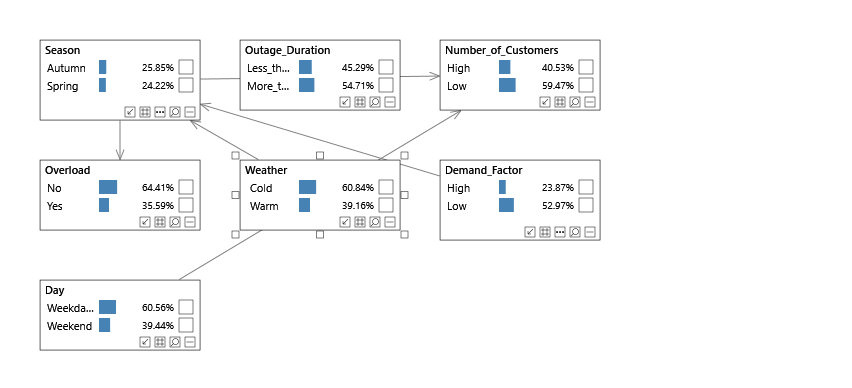 Season
Autumn 25.85%
Spring 24.22%
Outage_Duration
Less_th... 45.29%
More_t... 54.71%
Number_of_Customers
High 40.53%
Low 59.47%
Overload
No 64.41%
Yes 35.59%
Weather
Cold 60.84%
Warm 39.16%
Demand_Factor
High 23.87%
Low 52.97%
Day
Weekda... 60.56%
Weekend 39.44%